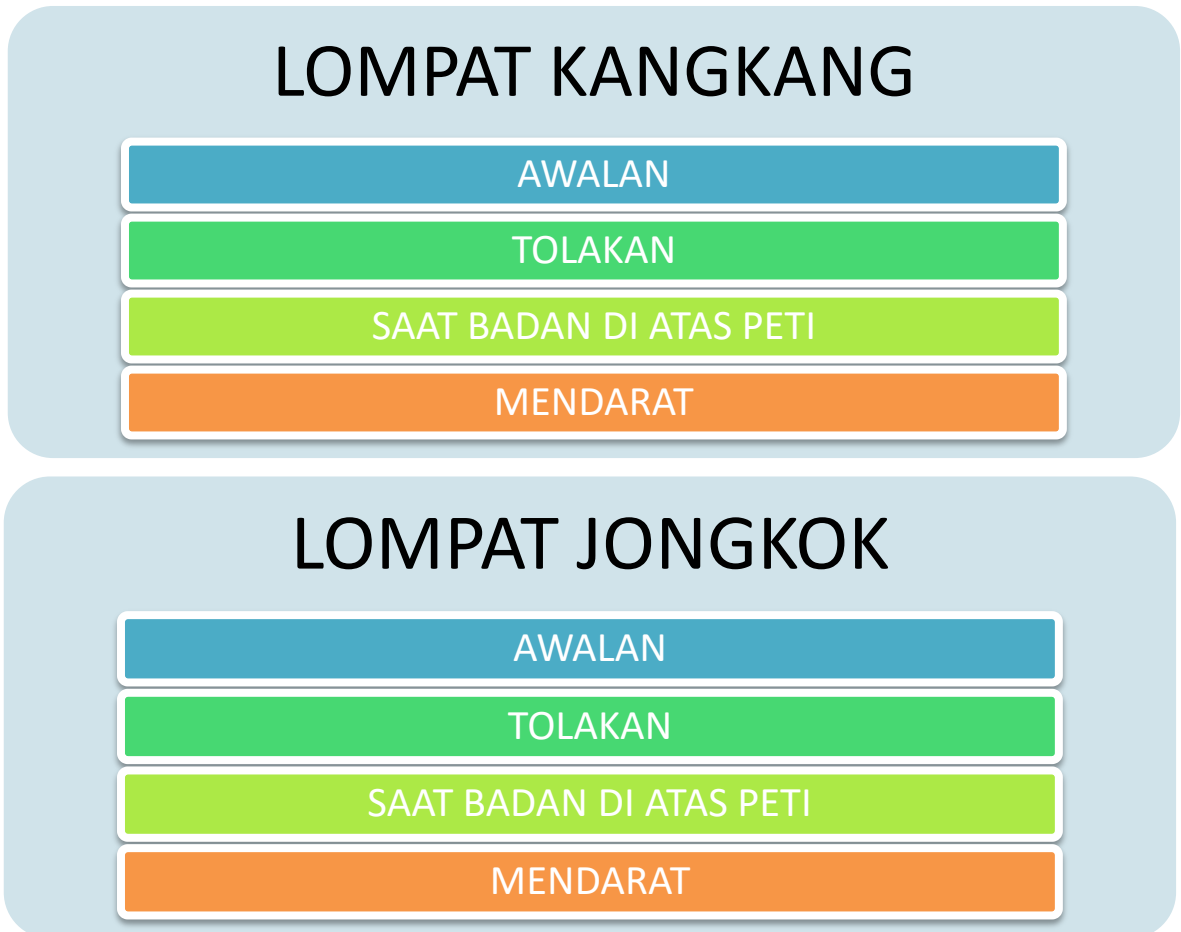 LOMPAT KANGKANG
AWALAN
TOLAKAN
SAAT BADAN DI ATAS PETI
MENDARAT
LOMPAT JONGKOK
AWALAN
TOLAKAN
SAAT BADAN DI ATAS PETI
MENDARAT